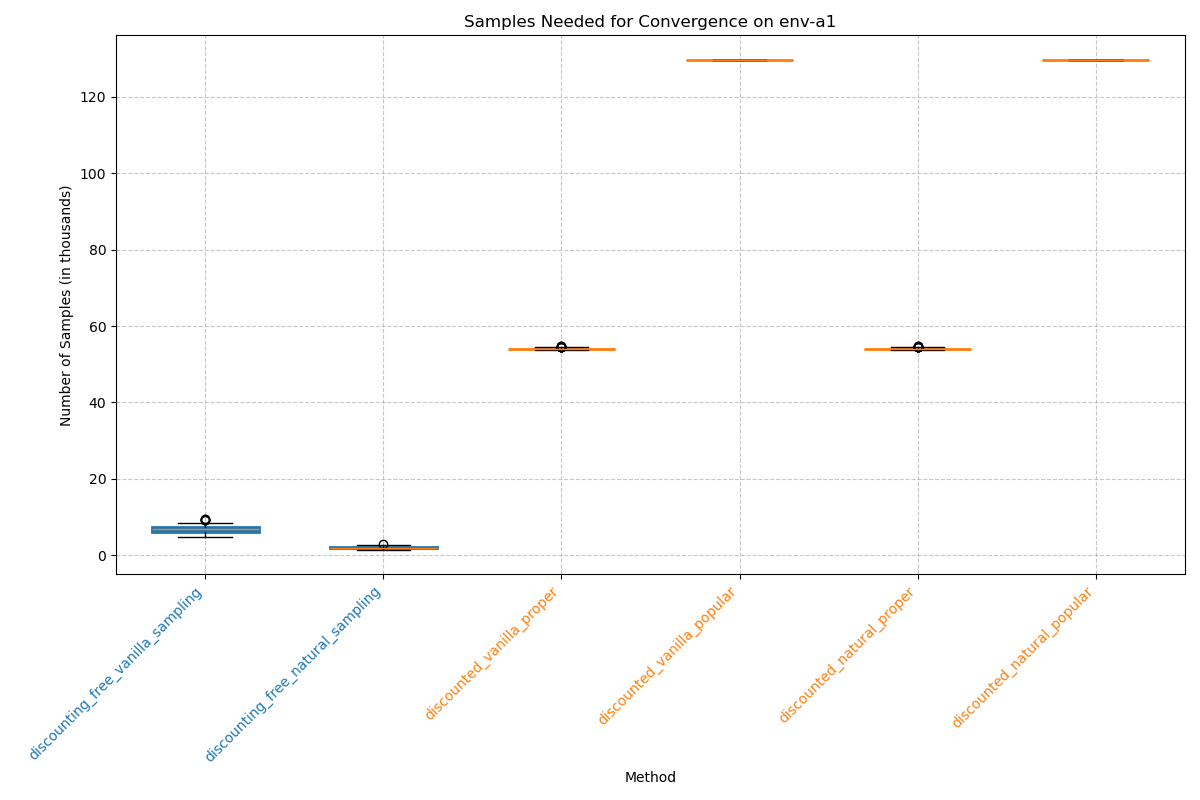 Samples Needed for Convergence on env-a1
Number of Samples (in thousands)
120
100
80
60
40
20
0
discounting_free_vanilla_sampling
discounting_free_natural_sampling
discounted_vanilla_proper
discounted_vanilla_popular
discounted_natural_proper
discounted_natural_popular
Method